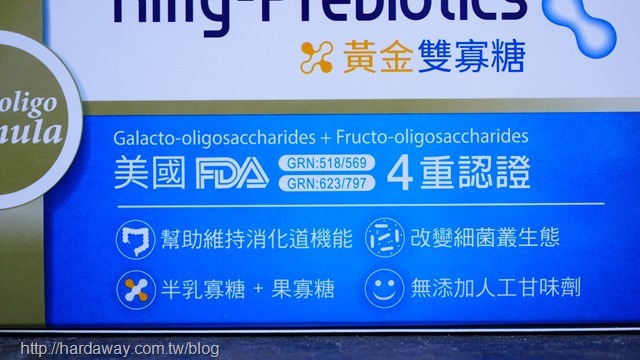 King-Prebiotics
黃金雙寡糖
oligo
mula
Galacto-oligosaccharides + Fructo-oligosaccharides
美國 FDA GRN:518/569 GRN:623/797 4重認證
幫助維持消化道機能
改變細菌叢生態
半乳寡糖 + 果寡糖
無添加人工甘味劑
http://hardaway.com.tw/blog